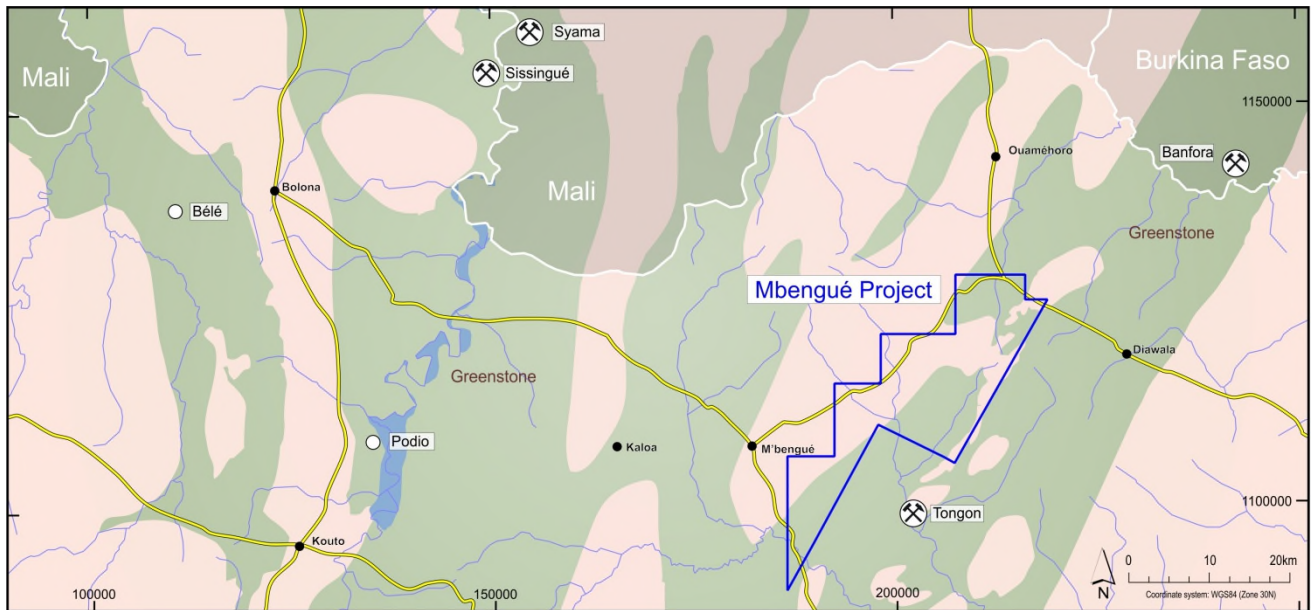 Syama
Mali
Sissingué
Burkina Faso
1150000
Ouaméhoro
Banfora
Bolona
Mali
Bélé
Greenstone
Mbengué Project
Diawala
Greenstone
Podio
Kaloa
M'bengué
1100000
Tongon
Kouto
0 10 20km
N
Coordinate system: WGS84 (Zone 30N)
100000
150000
200000